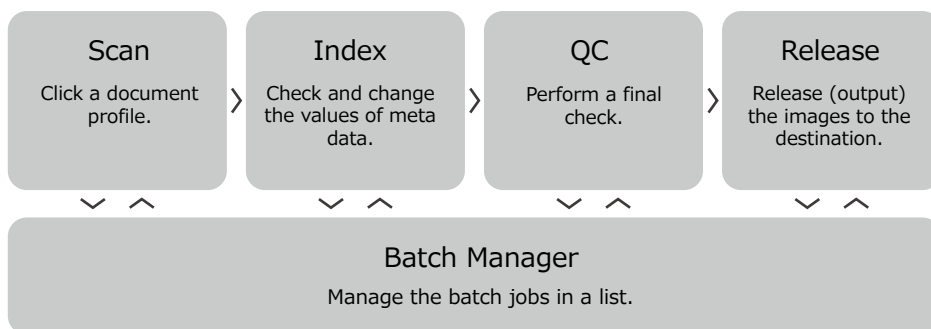 Scan
Click a document
profile.
Index
Check and change
the values of meta
data.
QC
Perform a final
check.
Release
Release (output)
the images to the
destination.
Batch Manager
Manage the batch jobs in a list.